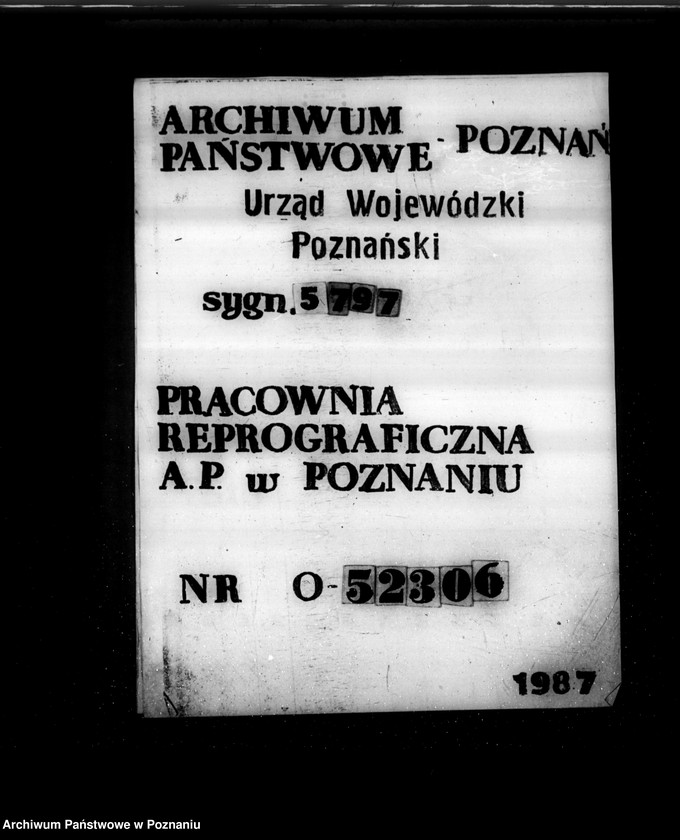 ARCHIWUM
PAŃSTWOWE - POZNAŃ
Urząd Wojewódzki
Poznański
sygn. 5797
PRACOWNIA
REPROGRAFICZNA
A.P. w POZNANIU
NR O-52306
1987
Archiwum Państwowe w Poznaniu